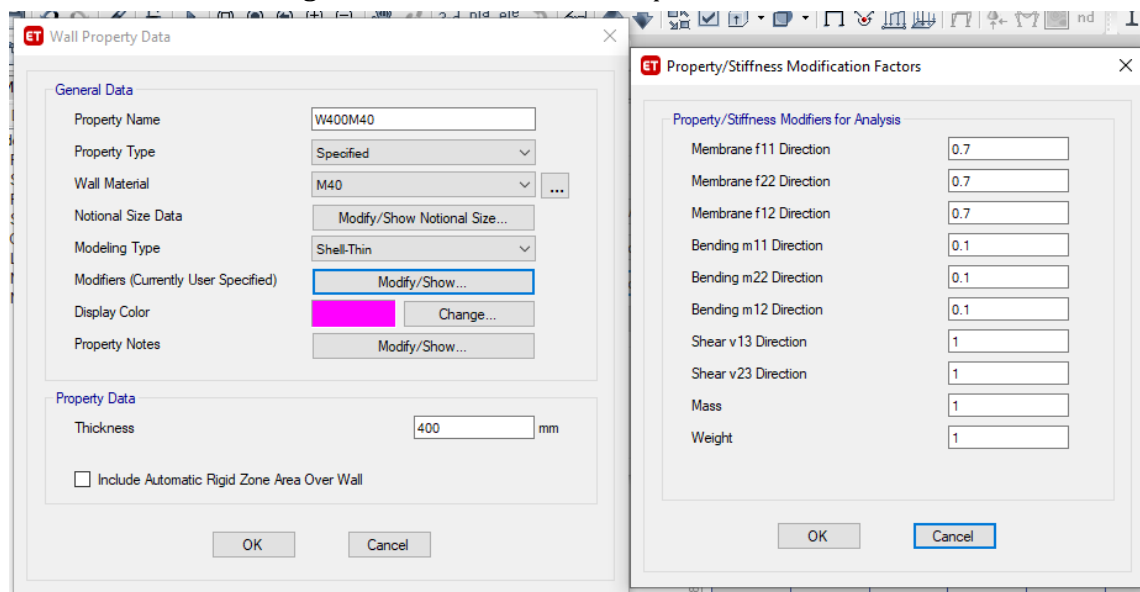 Wall Property Data
General Data
Property Name W400M40
Property Type Specified
Wall Material M40 ...
Notional Size Data Modify/Show Notional Size...
Modeling Type Shell-Thin
Modifiers (Currently User Specified) Modify/Show...
Display Color Change...
Property Notes Modify/Show...
Property Data
Thickness 400 mm
Include Automatic Rigid Zone Area Over Wall
OK Cancel
nd
Property/Stiffness Modification Factors
Property/Stiffness Modifiers for Analysis
Membrane f11 Direction 0.7
Membrane f22 Direction 0.7
Membrane f12 Direction 0.7
Bending m11 Direction 0.1
Bending m22 Direction 0.1
Bending m12 Direction 0.1
Shear v13 Direction 1
Shear v23 Direction 1
Mass 1
Weight 1
OK Cancel